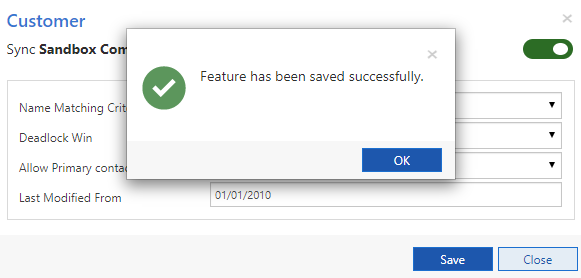 Customer
Sync Sandbox Com
Feature has been saved successfully.
Name Matching Crit
Deadlock Win
Allow Primary contac
OK
Last Modified From
01/01/2010
Save
Close